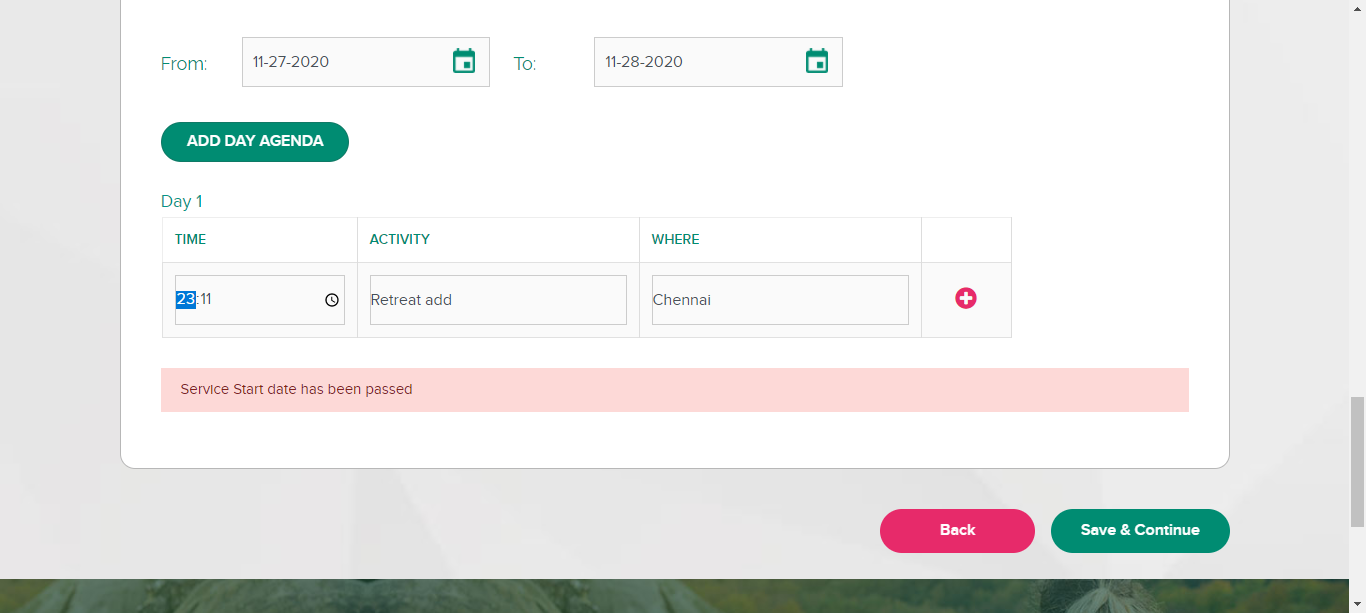 From: 11-27-2020 To: 11-28-2020
ADD DAY AGENDA
Day 1
TIME ACTIVITY WHERE
23:11 Retreat add Chennai
Service Start date has been passed
Back Save & Continue